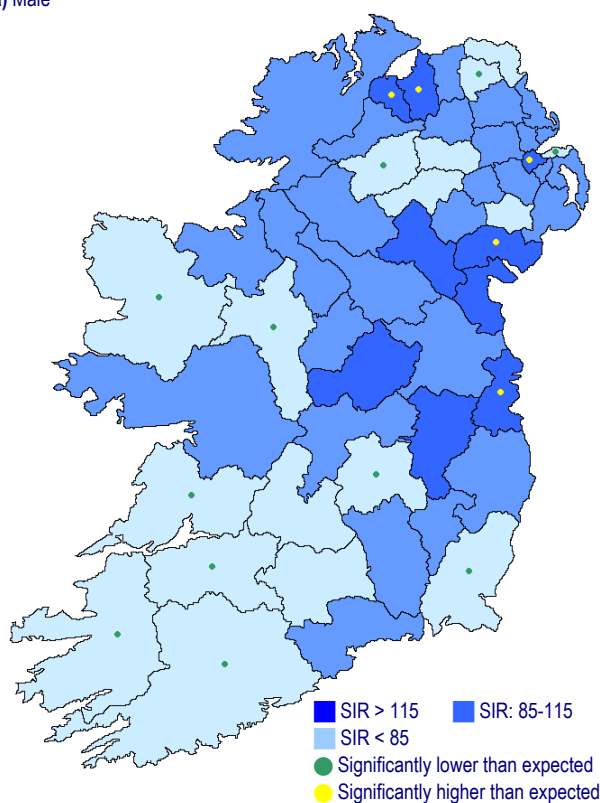 ) Male
SIR > 115 SIR: 85-115
SIR < 85
Significantly lower than expected
Significantly higher than expected